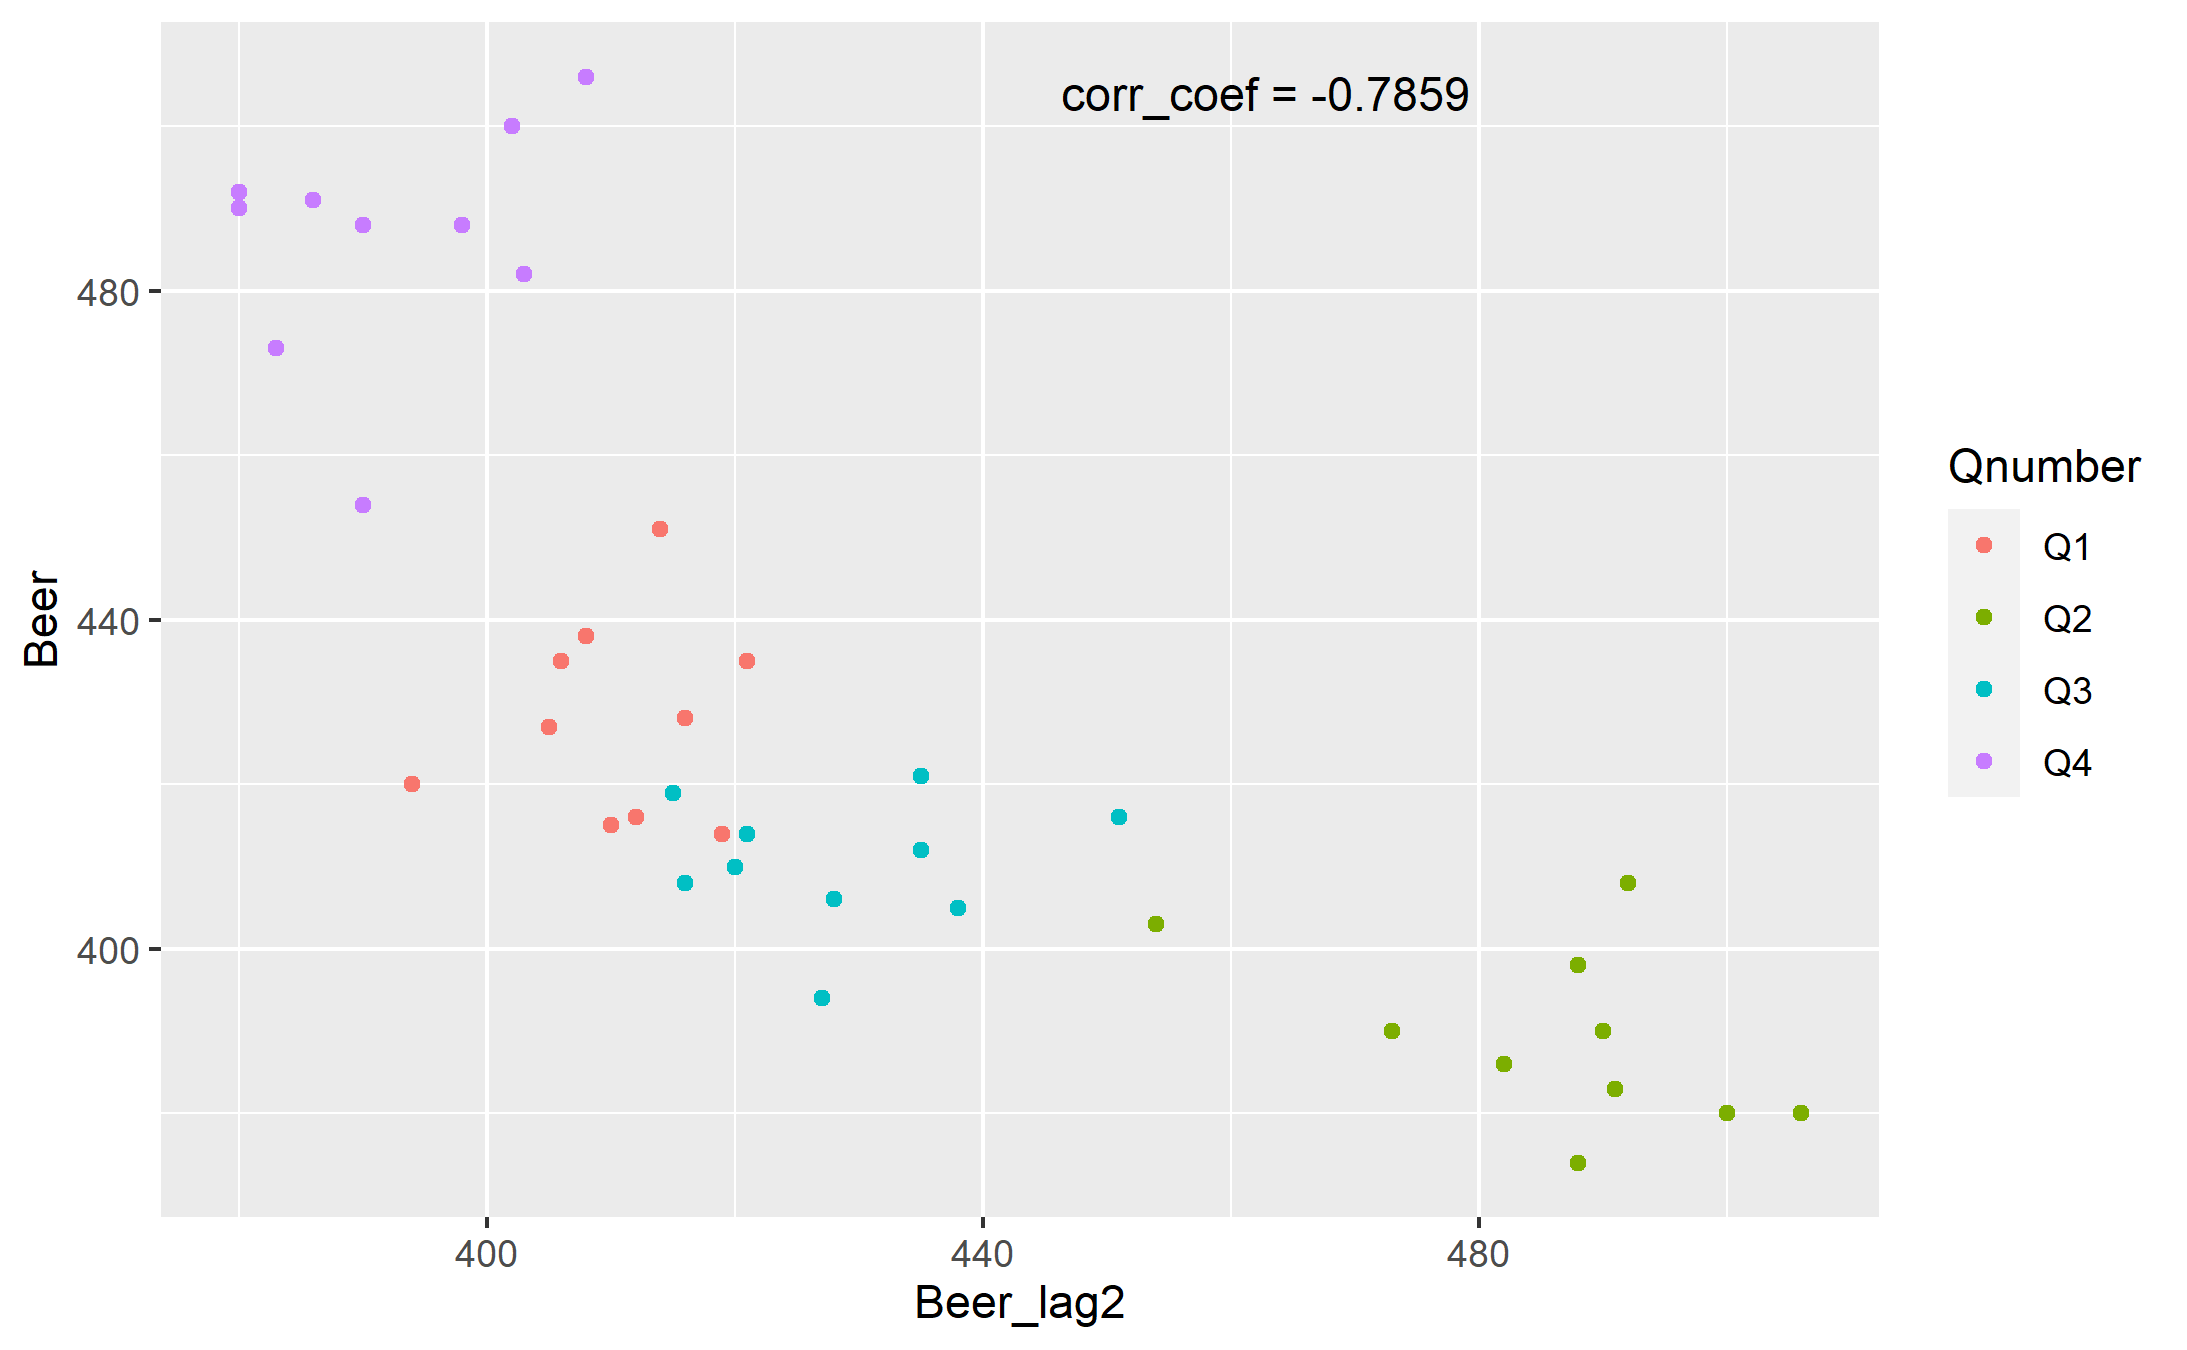 corr_coef = -0.7859
480
440
400
Beer
400 440 480
Beer_lag2
Qnumber
Q1
Q2
Q3
Q4